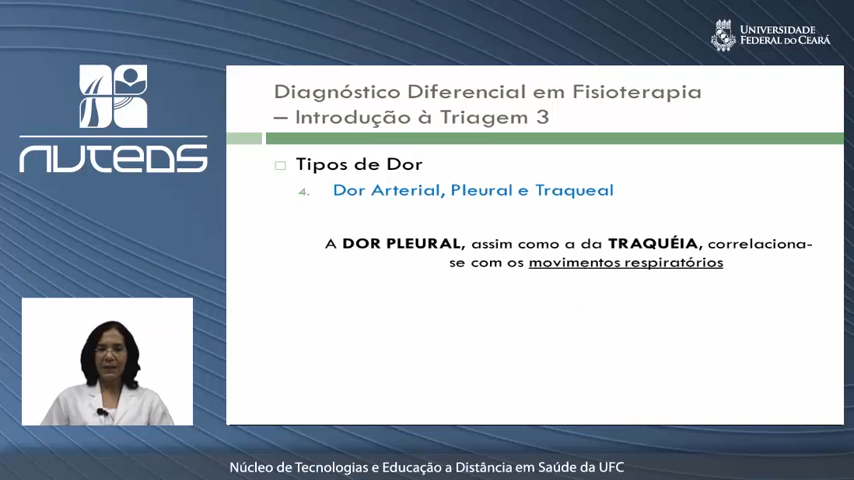 UNIVERSIDADE
FEDERAL DO CEARÁ
NUTEDS
Diagnóstico Diferencial em Fisioterapia
– Introdução à Triagem 3
Tipos de Dor
4. Dor Arterial, Pleural e Traqueal
A DOR PLEURAL, assim como a da TRAQUÉIA, correlaciona-
se com os movimentos respiratórios
Núcleo de Tecnologias e Educação a Distância em Saúde da UFC